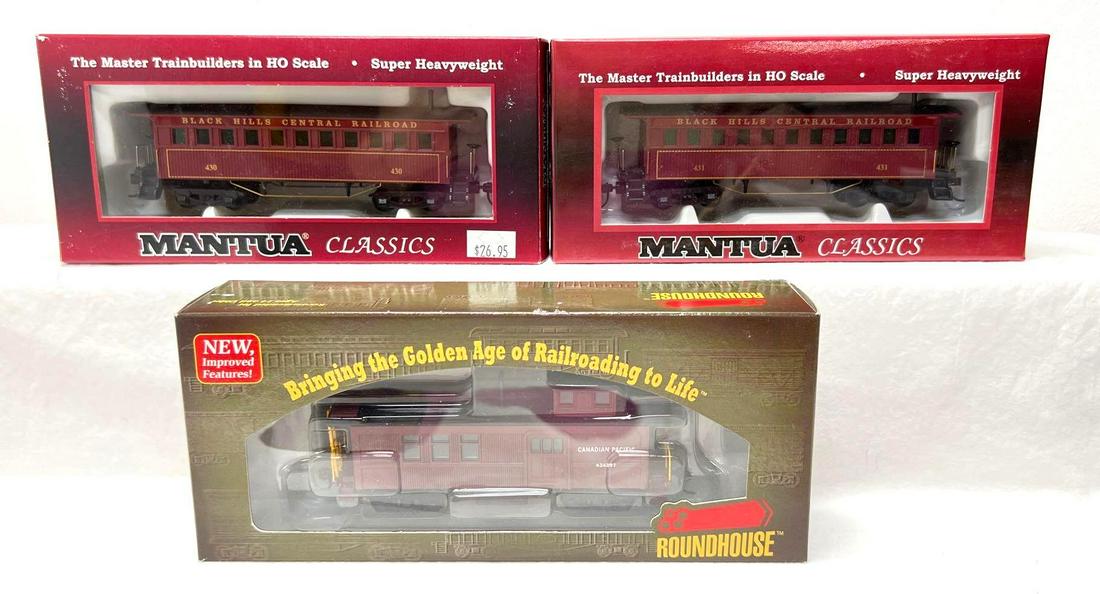 The Master Trainbuilders in HO Scale • Super Heavyweight
BLACK HILLS CENTRAL RAILROAD
430 430
MANTUA® CLASSICS
$26.95
The Master Trainbuilders in HO Scale • Super Heavyweight
BLACK HILLS CENTRAL RAILROAD
431 431
MANTUA® CLASSICS
ROUNDHOUSE
NEW,
Improved
Features!
Bringing the Golden Age of Railroading to Life™
CANADIAN PACIFIC
ROUNDHOUSE™